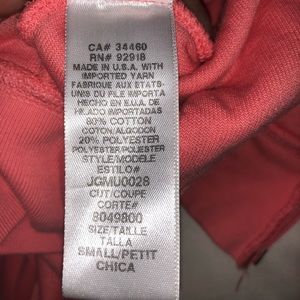 CA# 34460
RN# 92918
MADE IN U.S.A. WITH
IMPORTED YARN
FABRIQUE AUX ETATS-
UNIS DU FILE IMPORTA
HECHO EN E.U.A. DE
HILADO IMPORTADAS
80% COTTON
COTON/ALGODON
20% POLYESTER
POLYESTER/POLIESTER
STYLE/MODELE
ESTILO#
JGMU0028
CUT/COUPE
CORTE#
8049800
SIZE/TAILLE
TALLA
SMALL/PETIT
CHICA